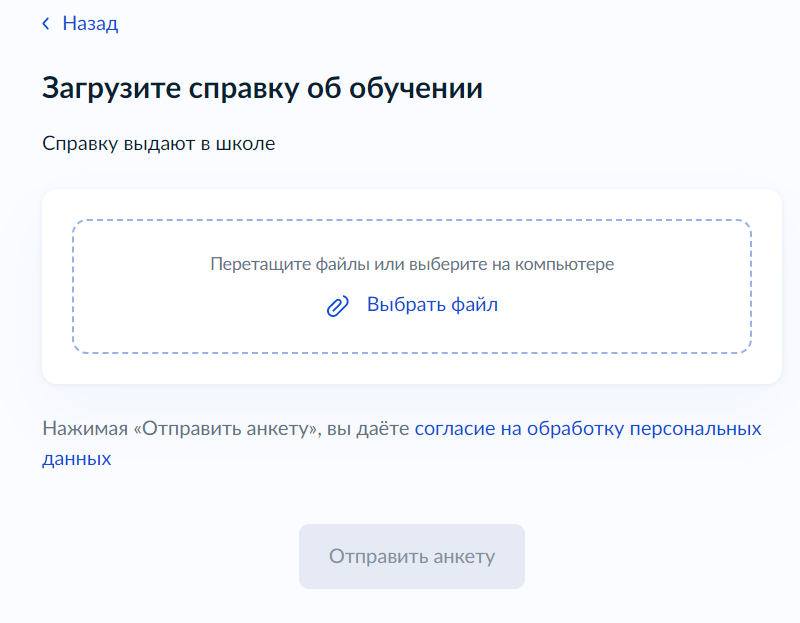 Назад
Загрузите справку об обучении
Справку выдают в школе
Перетащите файлы или выберите на компьютере
Выбрать файл
Нажимая «Отправить анкету», вы даёте согласие на обработку персональных
данных
Отправить анкету